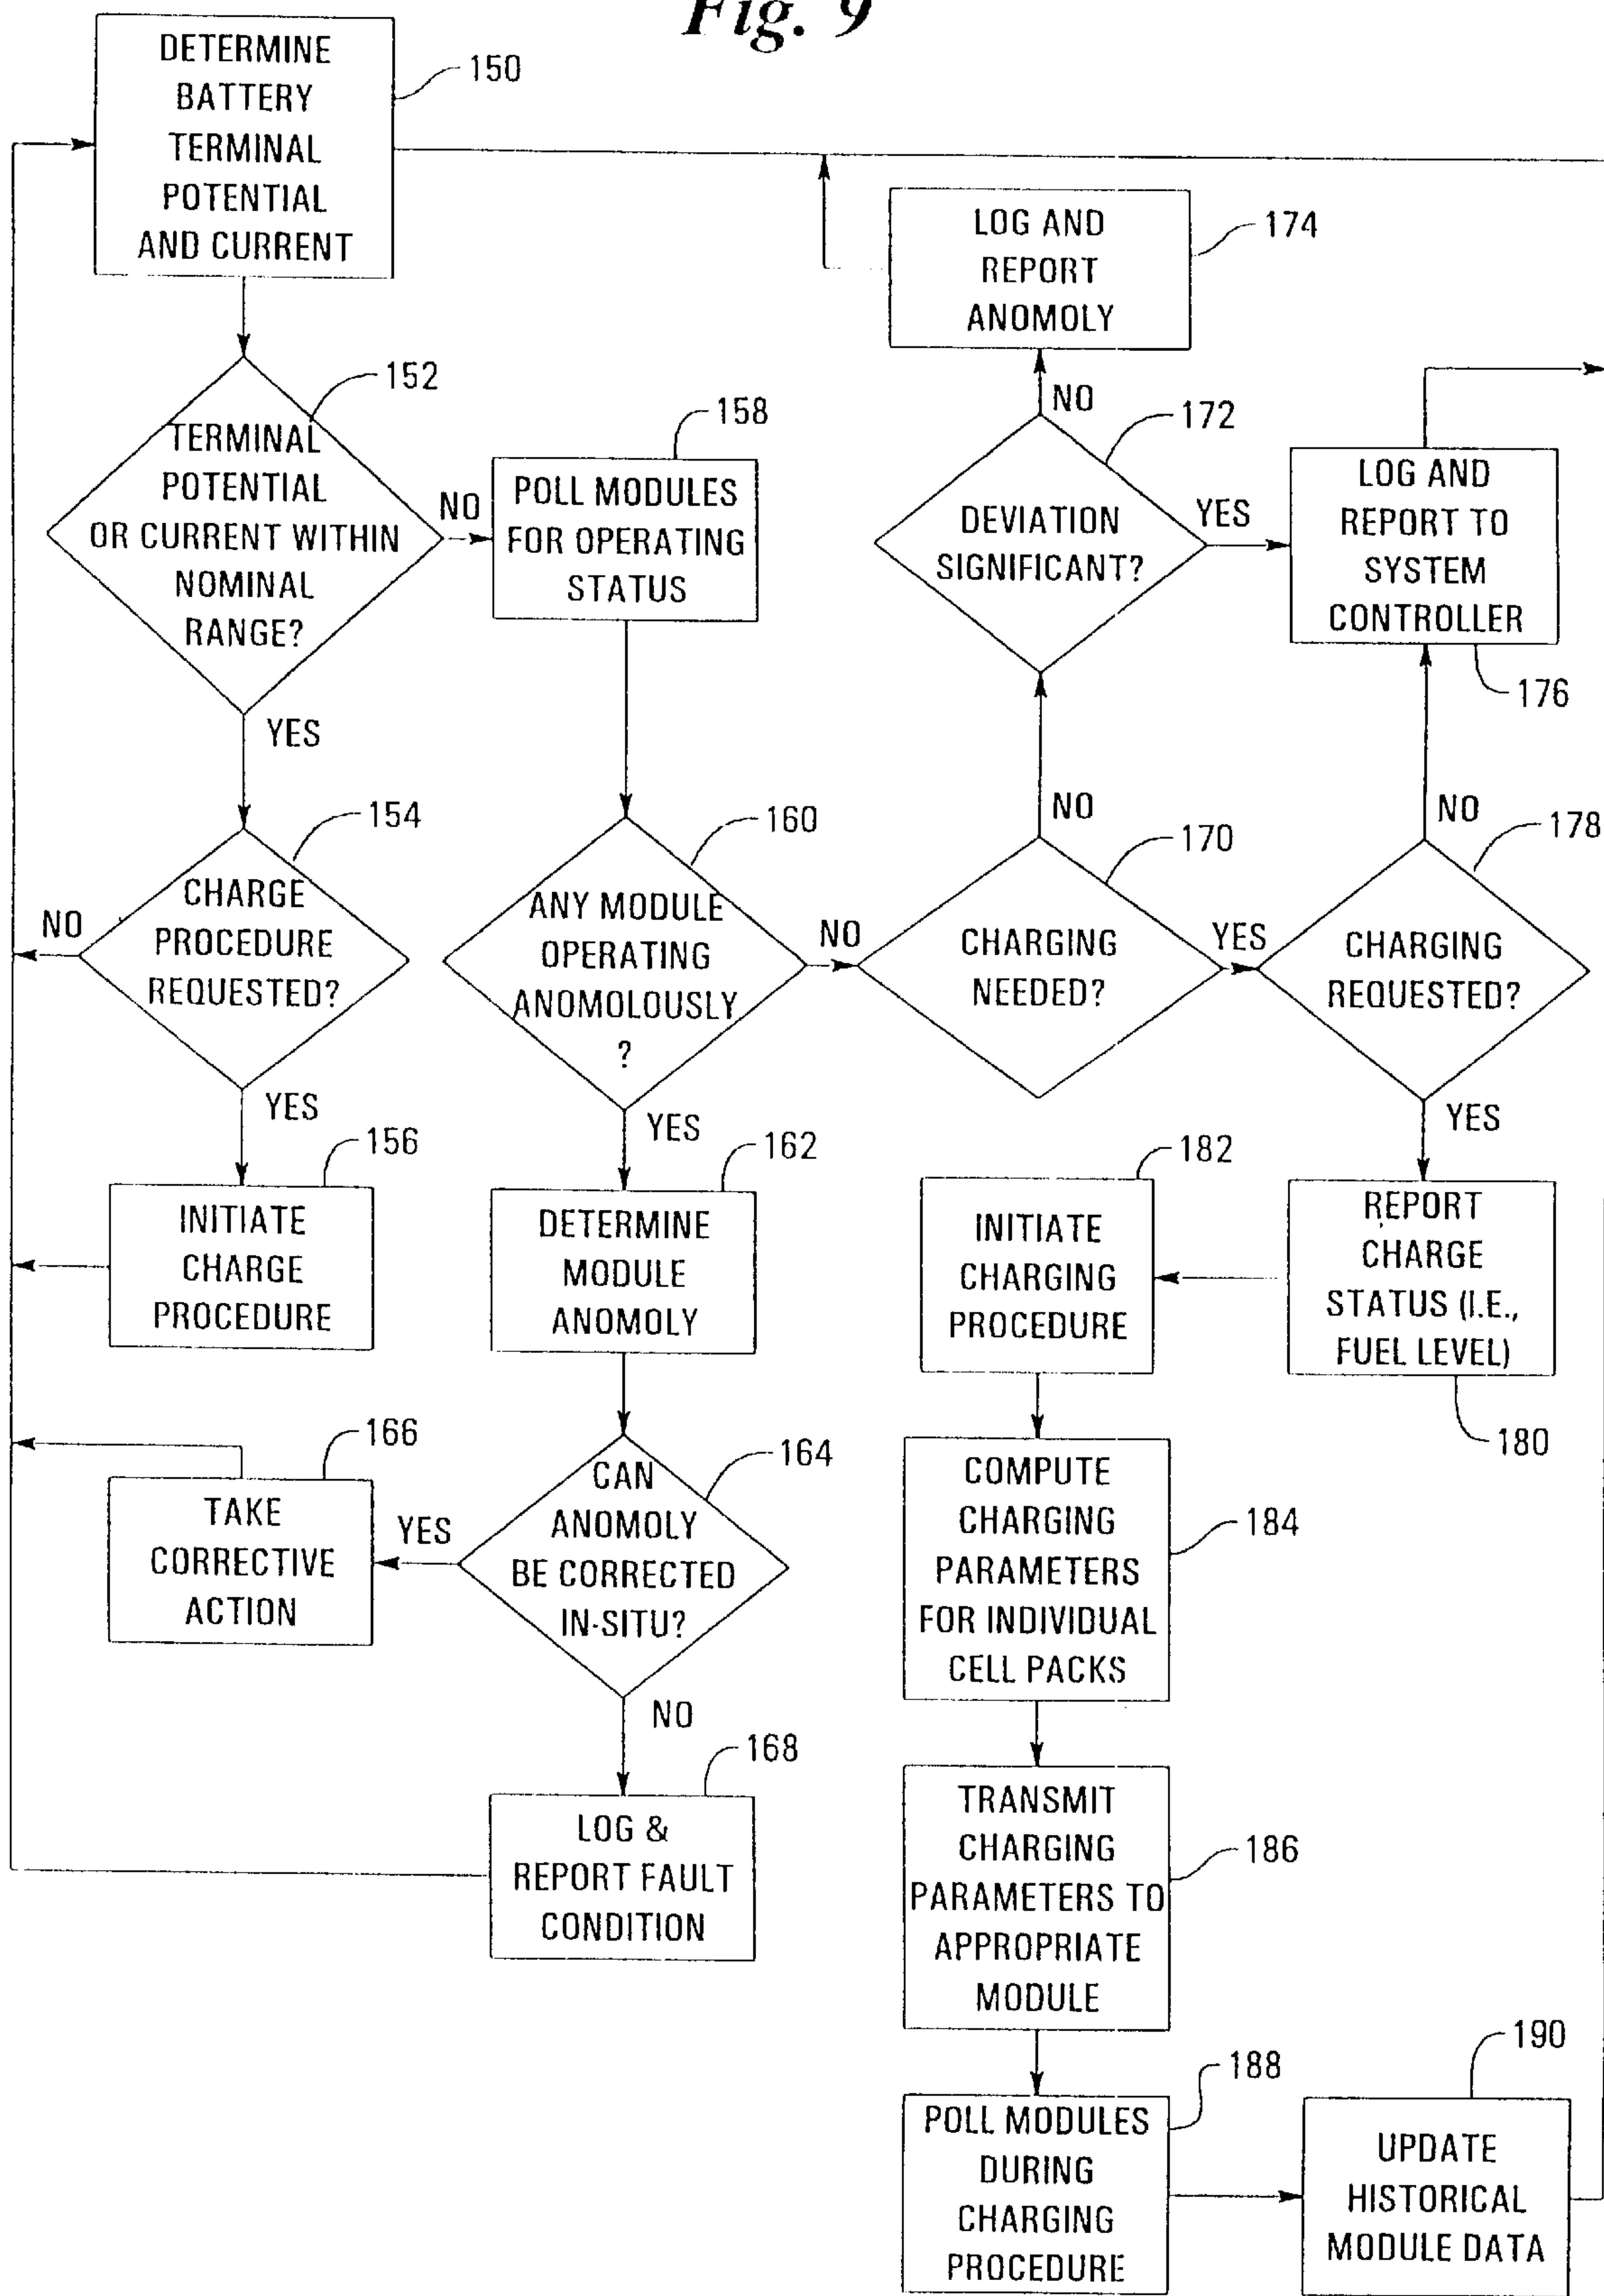 Fig. 9
DETERMINE
BATTERY
TERMINAL
POTENTIAL
AND CURRENT
150
TERMINAL
POTENTIAL
OR CURRENT WITHIN
NOMINAL
RANGE?
152
NO
YES
CHARGE
PROCEDURE
REQUESTED?
154
NO
YES
INITIATE
CHARGE
PROCEDURE
156
POLL MODULES
FOR OPERATING
STATUS
158
ANY MODULE
OPERATING
ANOMOLOUSLY
?
160
NO
YES
DETERMINE
MODULE
ANOMOLY
162
CAN
ANOMOLY
BE CORRECTED
IN-SITU?
164
YES
NO
TAKE
CORRECTIVE
ACTION
166
LOG &
REPORT FAULT
CONDITION
168
CHARGING
NEEDED?
170
NO
YES
DEVIATION
SIGNIFICANT?
172
NO
YES
LOG AND
REPORT
ANOMOLY
174
LOG AND
REPORT TO
SYSTEM
CONTROLLER
176
CHARGING
REQUESTED?
178
NO
YES
REPORT
CHARGE
STATUS (I.E.,
FUEL LEVEL)
180
INITIATE
CHARGING
PROCEDURE
182
COMPUTE
CHARGING
PARAMETERS
FOR INDIVIDUAL
CELL PACKS
184
TRANSMIT
CHARGING
PARAMETERS TO
APPROPRIATE
MODULE
186
POLL MODULES
DURING
CHARGING
PROCEDURE
188
UPDATE
HISTORICAL
MODULE DATA
190